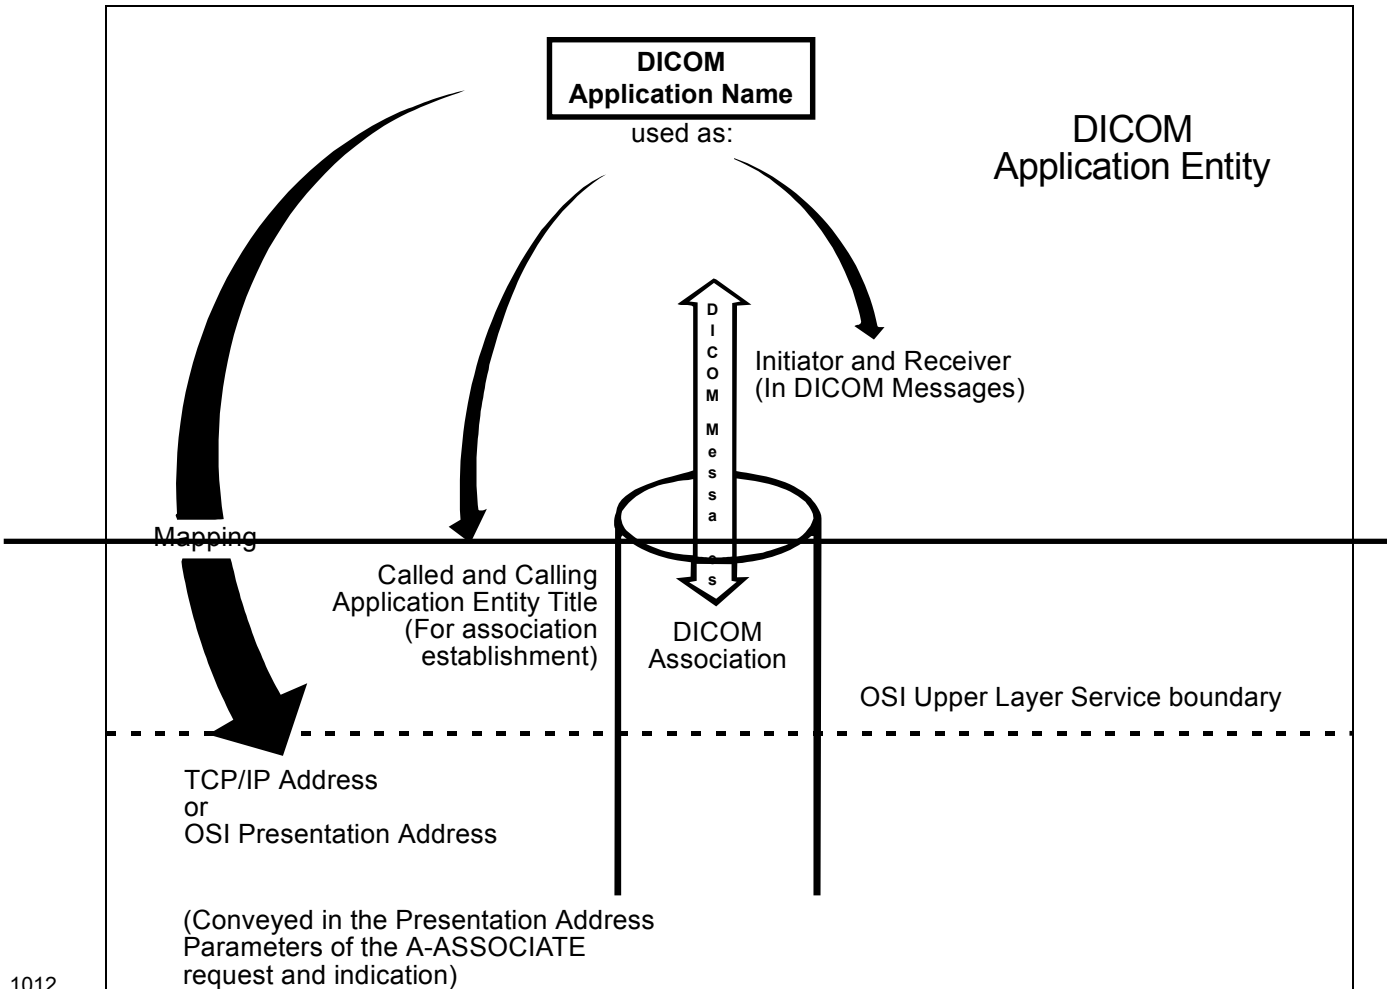 DICOM
Application Name
used as:
DICOM
Application Entity
DICOM Messa es
Initiator and Receiver
(In DICOM Messages)
Mapping
Called and Calling
Application Entity Title
(For association
establishment)
DICOM
Association
OSI Upper Layer Service boundary
TCP/IP Address
or
OSI Presentation Address
(Conveyed in the Presentation Address
Parameters of the A-ASSOCIATE
request and indication)
1012